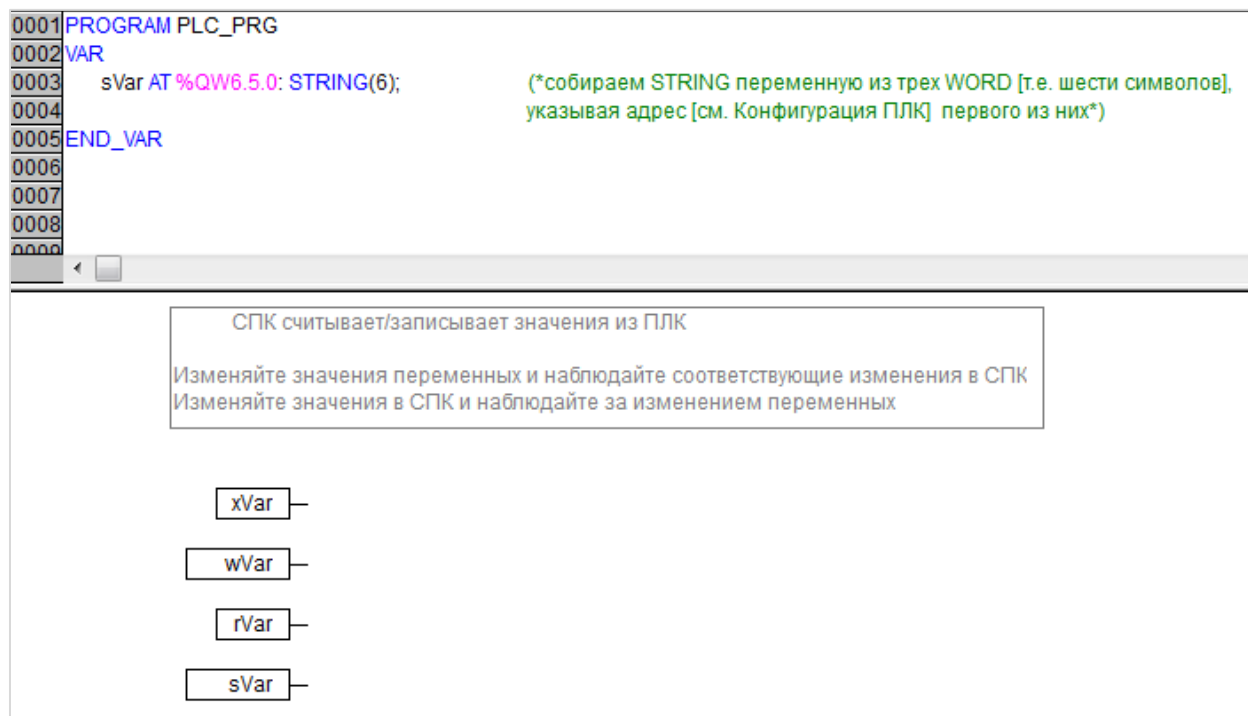 0001 PROGRAM PLC_PRG
0002 VAR
0003 sVar AT %QW6.5.0: STRING(6); (*собираем STRING переменную из трех WORD [т.е. шести символов],
0004 указывая адрес [см. Конфигурация ПЛК] первого из них*)
0005 END_VAR
0006
0007
0008
0009
СПК считывает/записывает значения из ПЛК
Изменяйте значения переменных и наблюдайте соответствующие изменения в СПК
Изменяйте значения в СПК и наблюдайте за изменением переменных
xVar
wVar
rVar
sVar